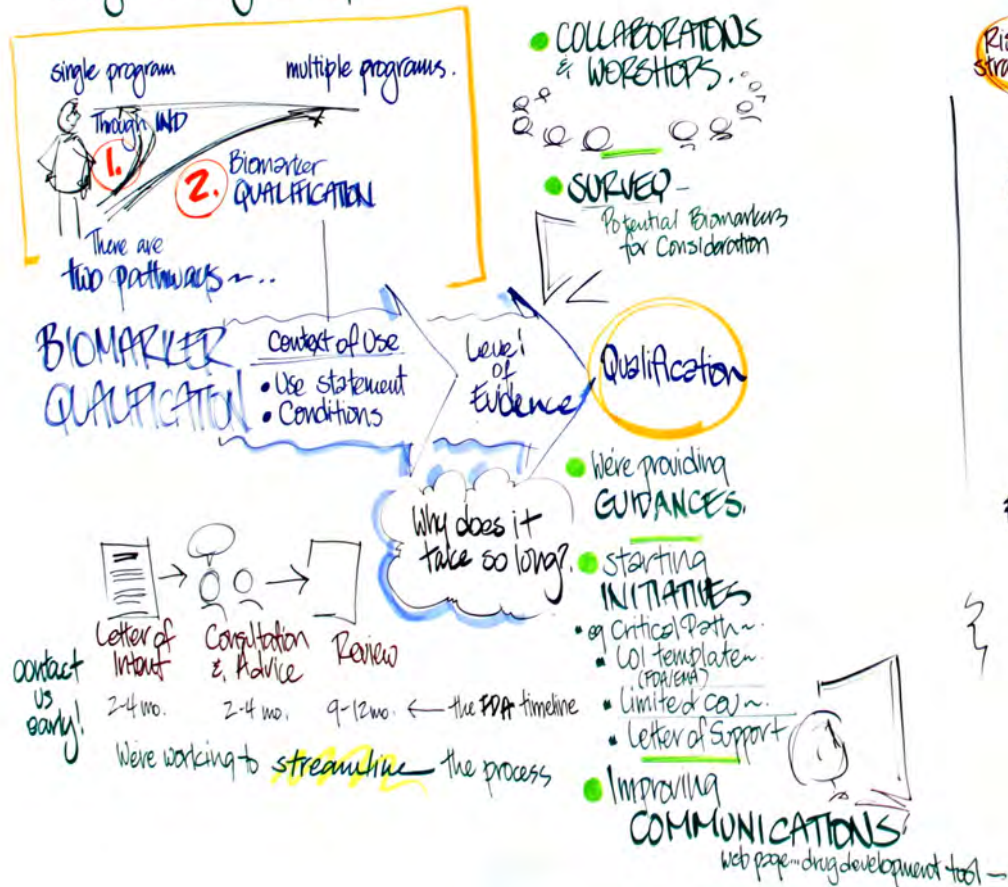 single program
multiple programs.
Through IND
1.
2.
Biomarker
QUALIFICATION
There are
two pathways ~..
COLLABORATIONS
& WORSHOPS..
SURVEY -
Potential Biomarkers
for Consideration
BIOMARKER
QUALIFICATION
Context of Use
• Use statement
• Conditions
Level
of
Evidence
Qualification
Why does it
take so long?
We're providing
GUIDANCES.
starting
INITIATIVES
• eg Critical Path ~.
• LOI template ~.
(FDA/EMA)
• Limited COU ~.
• Letter of Support
Improving
COMMUNICATIONS.
web page... drug development tool —
contact
us
early!
Letter of
Intent
Consultation
& Advice
Review
2-4 mo.
2-4 mo.
9-12 mo. ← the FDA timeline
We're working to streamline the process